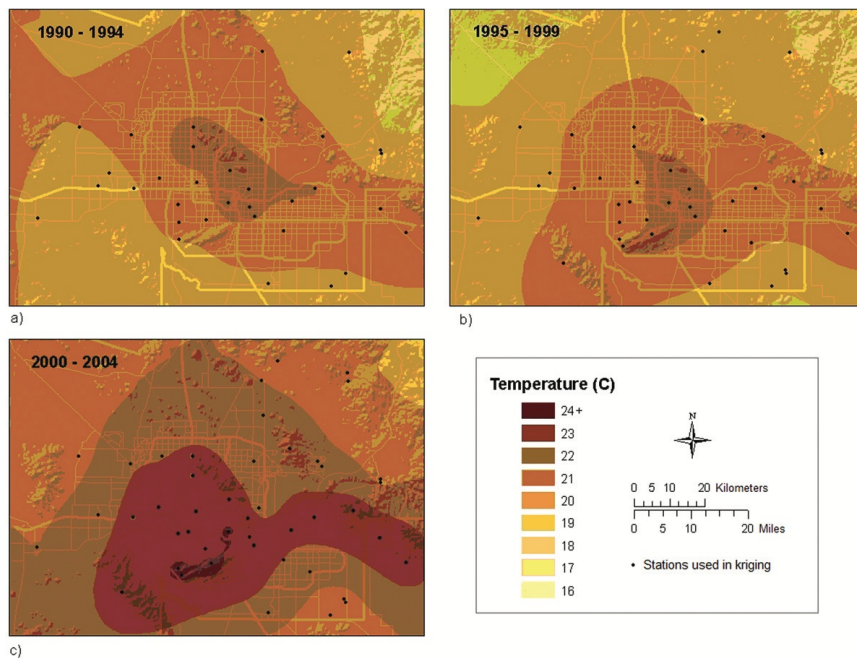 1990 - 1994
1995 - 1999
a)
b)
2000 - 2004
c)
Temperature (C)
24+
23
22
21
20
19
18
17
16
N
0 5 10 20 Kilometers
0 5 10 20 Miles
Stations used in kriging